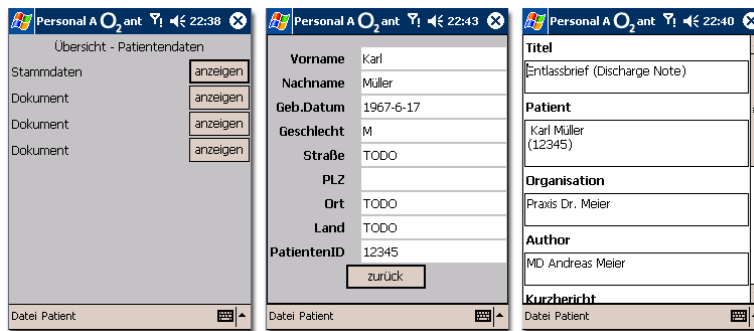 Personal A O2 ant 22:38
Übersicht - Patientendaten
Stammdaten anzeigen
Dokument anzeigen
Dokument anzeigen
Dokument anzeigen
Datei Patient
Personal A O2 ant 22:43
Vorname Karl
Nachname Müller
Geb.Datum 1967-6-17
Geschlecht M
Straße TODO
PLZ
Ort TODO
Land TODO
PatientenID 12345
zurück
Datei Patient
Personal A O2 ant 22:40
Titel
Entlassbrief (Discharge Note)
Patient
Karl Müller
(12345)
Organisation
Praxis Dr. Meier
Author
MD Andreas Meier
Kurzbericht
Datei Patient